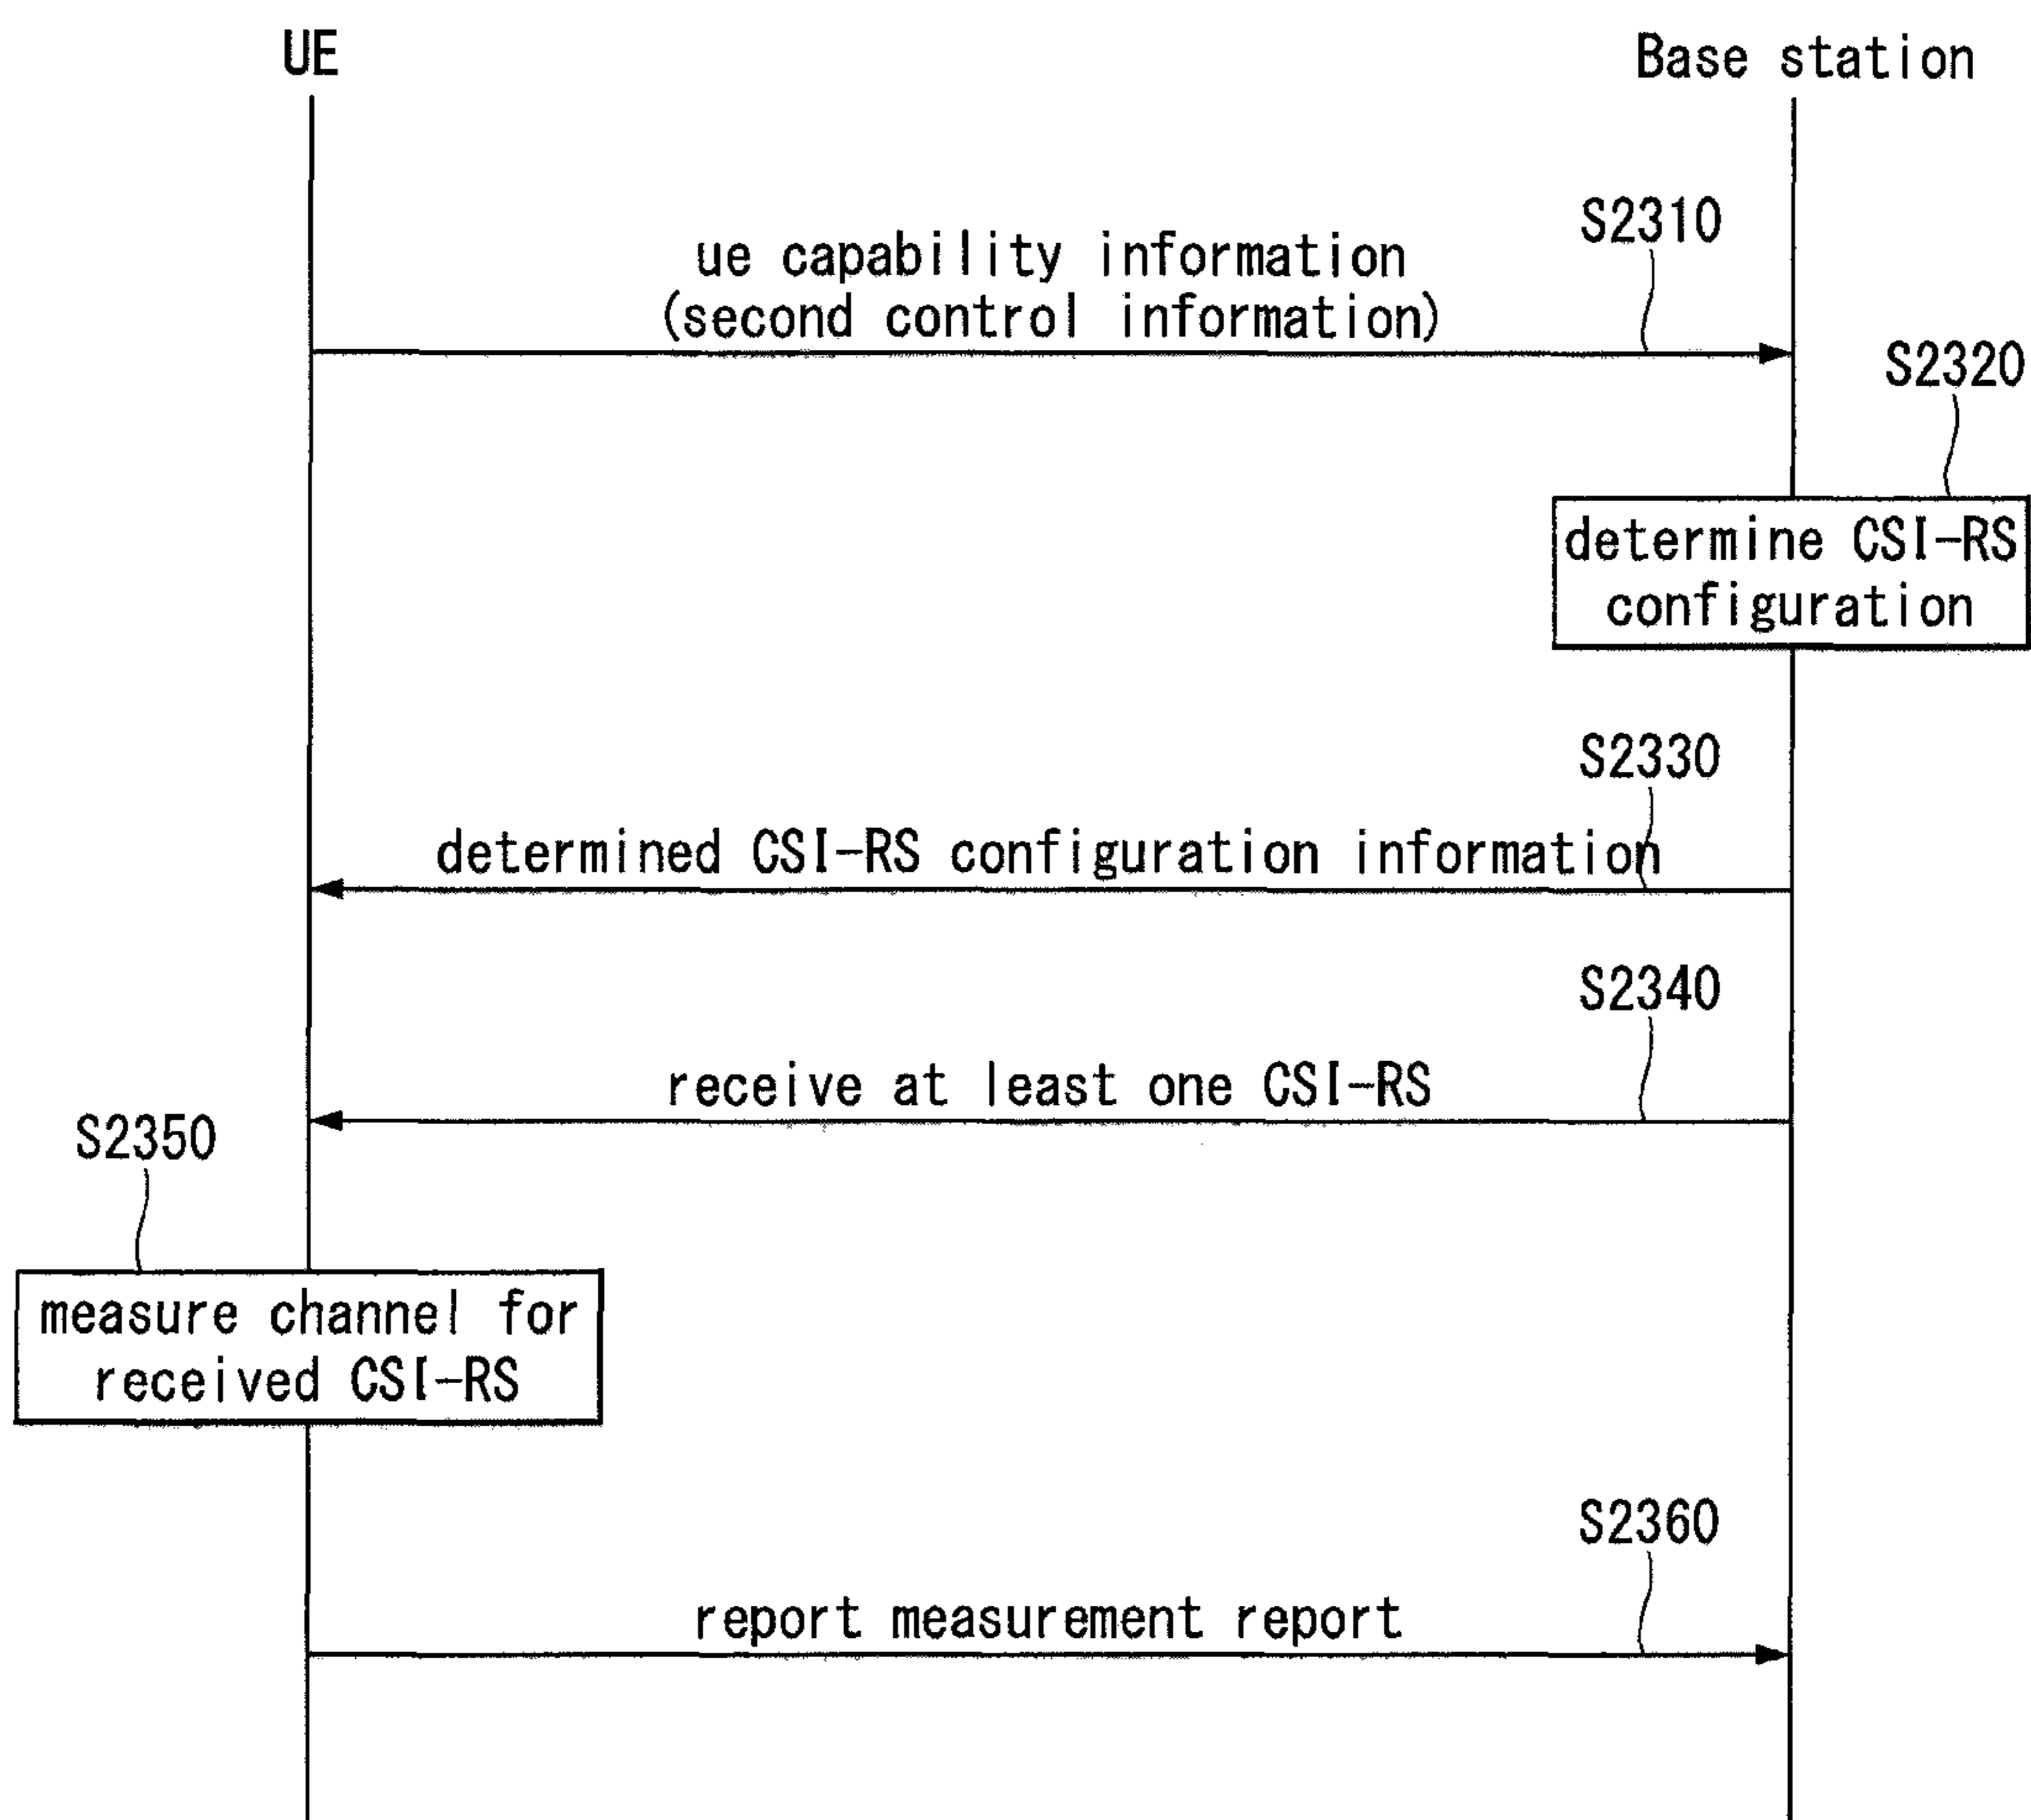 UE
Base station
S2310
ue capability information
(second control information)
S2320
determine CSI-RS
configuration
S2330
determined CSI-RS configuration information
S2340
receive at least one CSI-RS
S2350
measure channel for
received CSI-RS
S2360
report measurement report